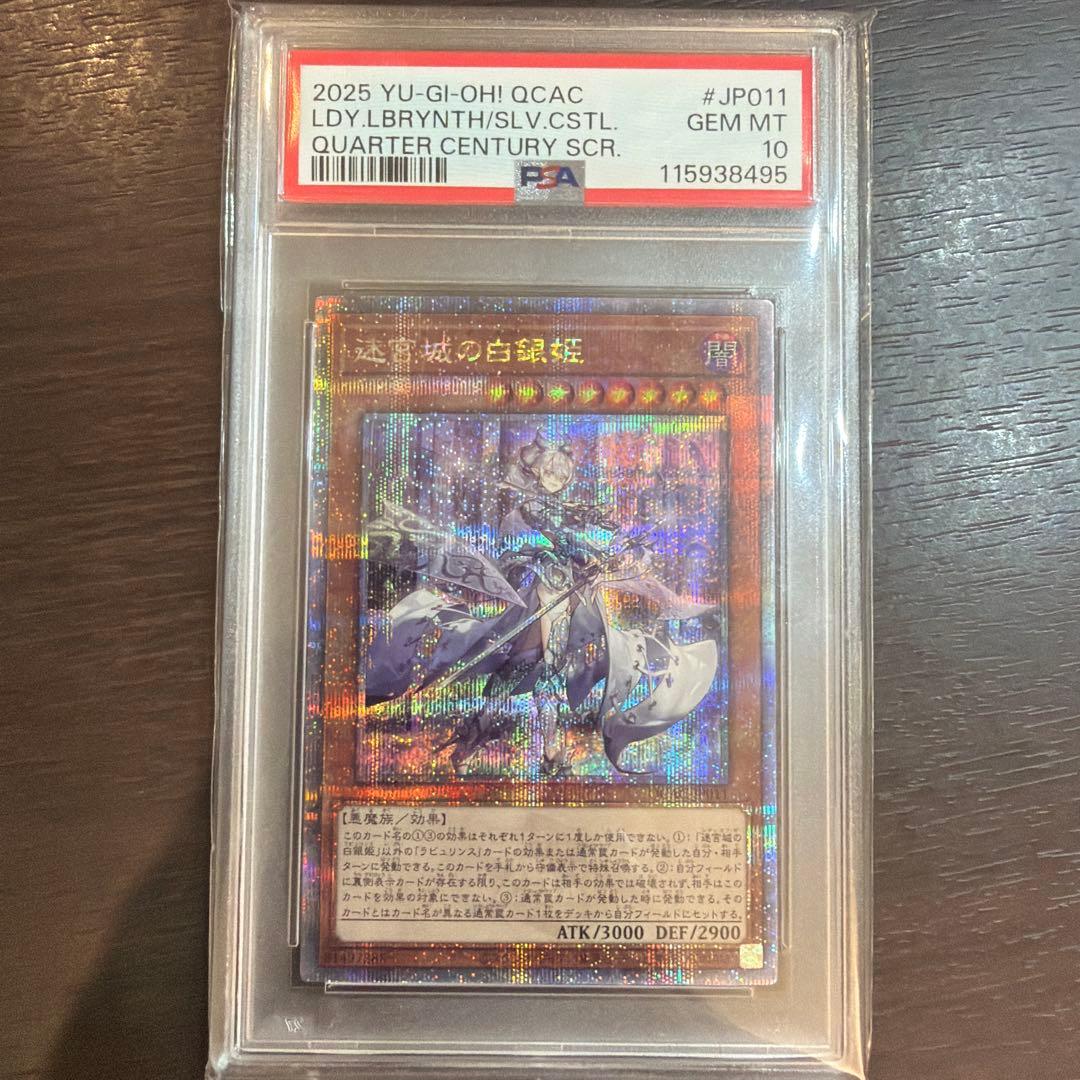 2025 YU-GI-OH! QCAC #JP011
LDY.LBRYNTH/SLV.CSTL. GEM MT
QUARTER CENTURY SCR. 10
PSA 115938495
迷宮城の白銀姫
闇
【悪魔族/効果】
このカード名の①③の効果はそれぞれ1ターンに1度しか使用できない。①:「迷宮城の
白銀姫」以外の「ラビュリンス」カードの効果または通常罠カードが発動した自分・相手
ターンに発動できる。このカードを手札から守備表示で特殊召喚する。②:自分フィールド
に裏側表示カードが存在する限り、このカードは相手の効果では破壊されず、相手はこの
カードを効果の対象にできない。③:通常罠カードが発動した時に発動できる。その
カードとはカード名が異なる通常罠カード1枚をデッキから自分フィールドにセットする。
ATK/3000 DEF/2900